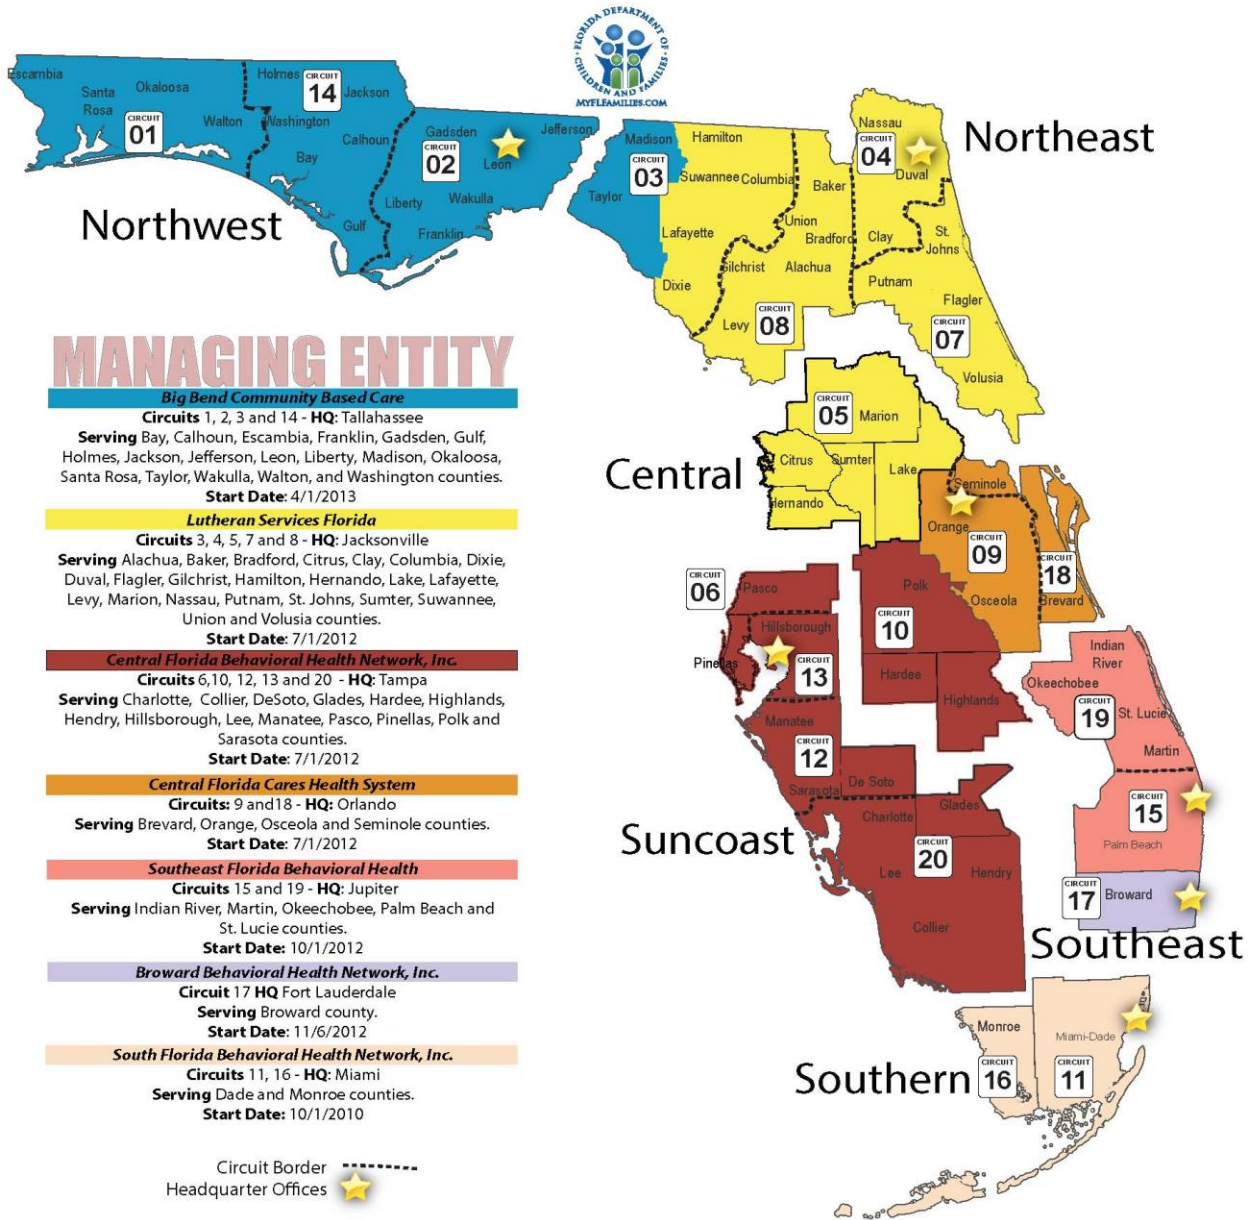 FLORIDA DEPARTMENT OF
CHILDREN AND FAMILIES
MYFLFAMILIES.COM
Escambia
Santa
Rosa
Okaloosa
Walton
CIRCUIT
01
Holmes
CIRCUIT
14
Jackson
Washington
Calhoun
Bay
Gulf
Gadsden
Jefferson
CIRCUIT
02
Leon
Liberty
Wakulla
Franklin
Northwest
Madison
CIRCUIT
03
Taylor
Hamilton
Suwannee
Columbia
Lafayette
Dixie
Baker
Union
Bradford
Gilchrist
Alachua
Levy
CIRCUIT
08
Nassau
CIRCUIT
04
Duval
Clay
St.
Johns
Putnam
Flagler
CIRCUIT
07
Volusia
Northeast
CIRCUIT
05
Marion
Citrus
Sumter
Lake
Hernando
Central
Seminole
Orange
CIRCUIT
09
Osceola
CIRCUIT
18
Brevard
CIRCUIT
06
Pasco
Pinellas
Hillsborough
CIRCUIT
13
Polk
CIRCUIT
10
Hardee
Highlands
Manatee
CIRCUIT
12
Sarasota
De Soto
Charlotte
Glades
CIRCUIT
20
Lee
Hendry
Collier
Suncoast
Indian
River
Okeechobee
CIRCUIT
19
St. Lucie
Martin
CIRCUIT
15
Palm Beach
CIRCUIT
17
Broward
Southeast
Monroe
CIRCUIT
16
Miami-Dade
CIRCUIT
11
Southern
MANAGING ENTITY
Big Bend Community Based Care
Circuits 1, 2, 3 and 14 - HQ: Tallahassee
Serving Bay, Calhoun, Escambia, Franklin, Gadsden, Gulf,
Holmes, Jackson, Jefferson, Leon, Liberty, Madison, Okaloosa,
Santa Rosa, Taylor, Wakulla, Walton, and Washington counties.
Start Date: 4/1/2013
Lutheran Services Florida
Circuits 3, 4, 5, 7 and 8 - HQ: Jacksonville
Serving Alachua, Baker, Bradford, Citrus, Clay, Columbia, Dixie,
Duval, Flagler, Gilchrist, Hamilton, Hernando, Lake, Lafayette,
Levy, Marion, Nassau, Putnam, St. Johns, Sumter, Suwannee,
Union and Volusia counties.
Start Date: 7/1/2012
Central Florida Behavioral Health Network, Inc.
Circuits 6,10, 12, 13 and 20 - HQ: Tampa
Serving Charlotte, Collier, DeSoto, Glades, Hardee, Highlands,
Hendry, Hillsborough, Lee, Manatee, Pasco, Pinellas, Polk and
Sarasota counties.
Start Date: 7/1/2012
Central Florida Cares Health System
Circuits: 9 and18 - HQ: Orlando
Serving Brevard, Orange, Osceola and Seminole counties.
Start Date: 7/1/2012
Southeast Florida Behavioral Health
Circuits 15 and 19 - HQ: Jupiter
Serving Indian River, Martin, Okeechobee, Palm Beach and
St. Lucie counties.
Start Date: 10/1/2012
Broward Behavioral Health Network, Inc.
Circuit 17 HQ Fort Lauderdale
Serving Broward county.
Start Date: 11/6/2012
South Florida Behavioral Health Network, Inc.
Circuits 11, 16 - HQ: Miami
Serving Dade and Monroe counties.
Start Date: 10/1/2010
Circuit Border
Headquarter Offices